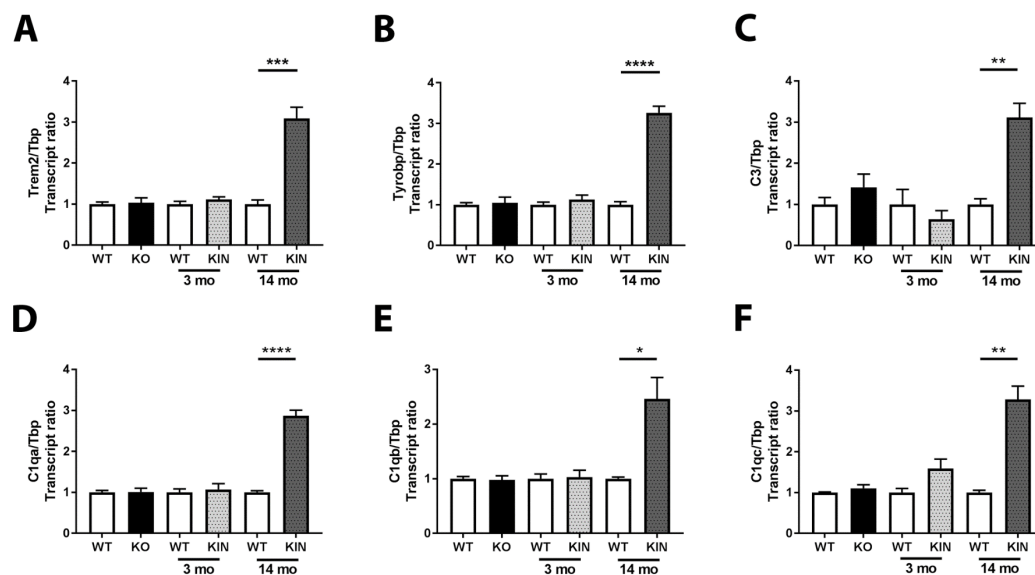 A
Trem2/Tbp
Transcript ratio
4
3
2
1
0
***
WT KO WT KIN WT KIN
3 mo 14 mo
B
Tyrobp/Tbp
Transcript ratio
4
3
2
1
0
****
WT KO WT KIN WT KIN
3 mo 14 mo
C
C3/Tbp
Transcript ratio
4
3
2
1
0
**
WT KO WT KIN WT KIN
3 mo 14 mo
D
C1qa/Tbp
Transcript ratio
4
3
2
1
0
****
WT KO WT KIN WT KIN
3 mo 14 mo
E
C1qb/Tbp
Transcript ratio
3
2
1
0
*
WT KO WT KIN WT KIN
3 mo 14 mo
F
C1qc/Tbp
Transcript ratio
4
3
2
1
0
**
WT KO WT KIN WT KIN
3 mo 14 mo